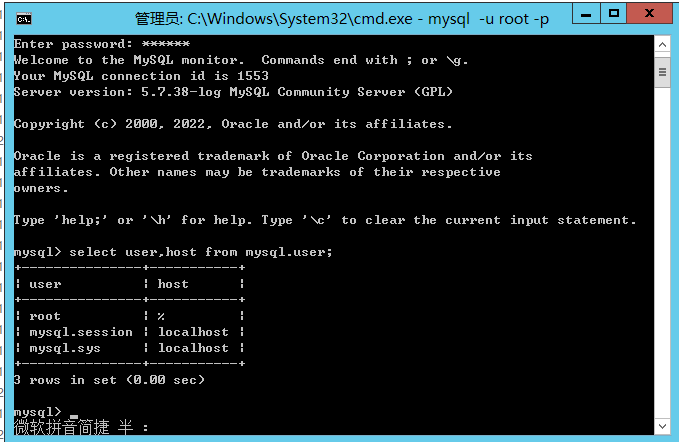 管理员: C:\Windows\System32\cmd.exe - mysql  -u root -p
Enter password: ******
Welcome to the MySQL monitor.  Commands end with ; or \g.
Your MySQL connection id is 1553
Server version: 5.7.38-log MySQL Community Server (GPL)
Copyright (c) 2000, 2022, Oracle and/or its affiliates.
Oracle is a registered trademark of Oracle Corporation and/or its
affiliates. Other names may be trademarks of their respective
owners.
Type 'help;' or '\h' for help. Type '\c' to clear the current input statement.
mysql> select user,host from mysql.user;
+---------------+-----------+
| user          | host      |
+---------------+-----------+
| root          | %         |
| mysql.session | localhost |
| mysql.sys     | localhost |
+---------------+-----------+
3 rows in set (0.00 sec)
mysql> _
微软拼音简捷 半 :